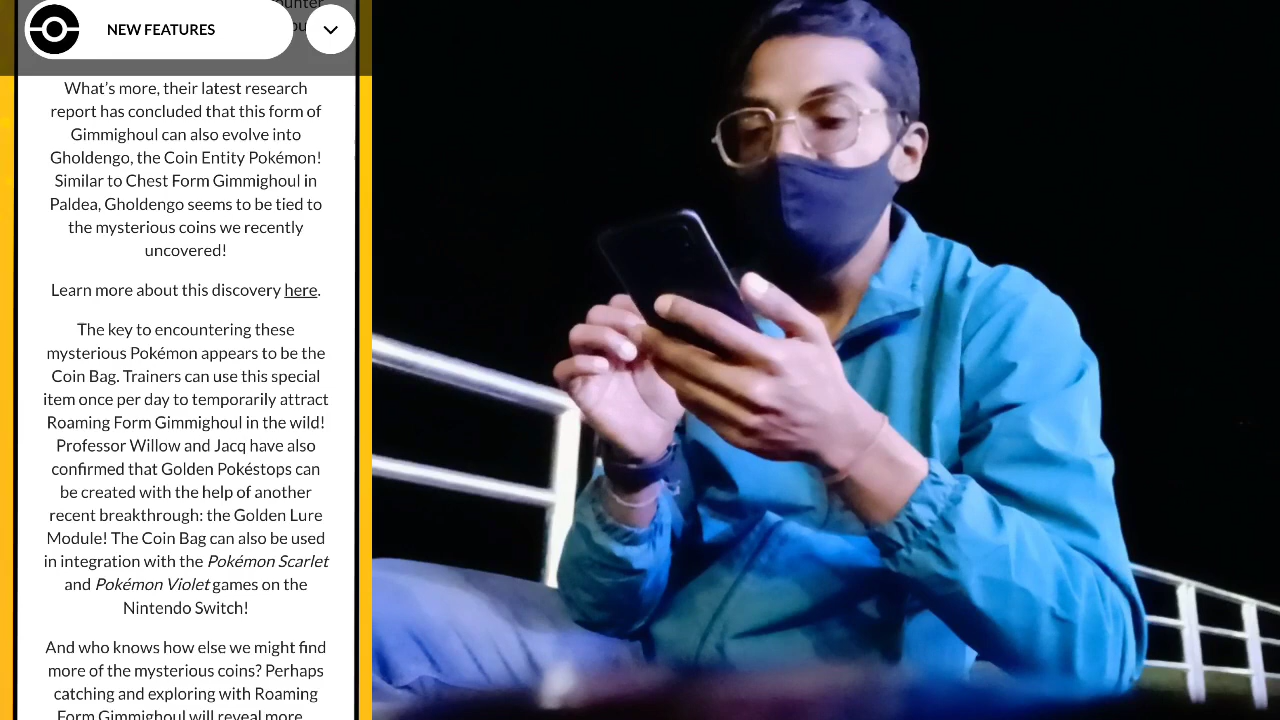 NEW FEATURES
What's more, their latest research
report has concluded that this form of
Gimmighoul can also evolve into
Gholdengo, the Coin Entity Pokémon!
Similar to Chest Form Gimmighoul in
Paldea, Gholdengo seems to be tied to
the mysterious coins we recently
uncovered!
Learn more about this discovery here.
The key to encountering these
mysterious Pokémon appears to be the
Coin Bag. Trainers can use this special
item once per day to temporarily attract
Roaming Form Gimmighoul in the wild!
Professor Willow and Jacq have also
confirmed that Golden Pokéstops can
be created with the help of another
recent breakthrough: the Golden Lure
Module! The Coin Bag can also be used
in integration with the Pokémon Scarlet
and Pokémon Violet games on the
Nintendo Switch!
And who knows how else we might find
more of the mysterious coins? Perhaps
catching and exploring with Roaming
Form Gimmighoul will reveal more